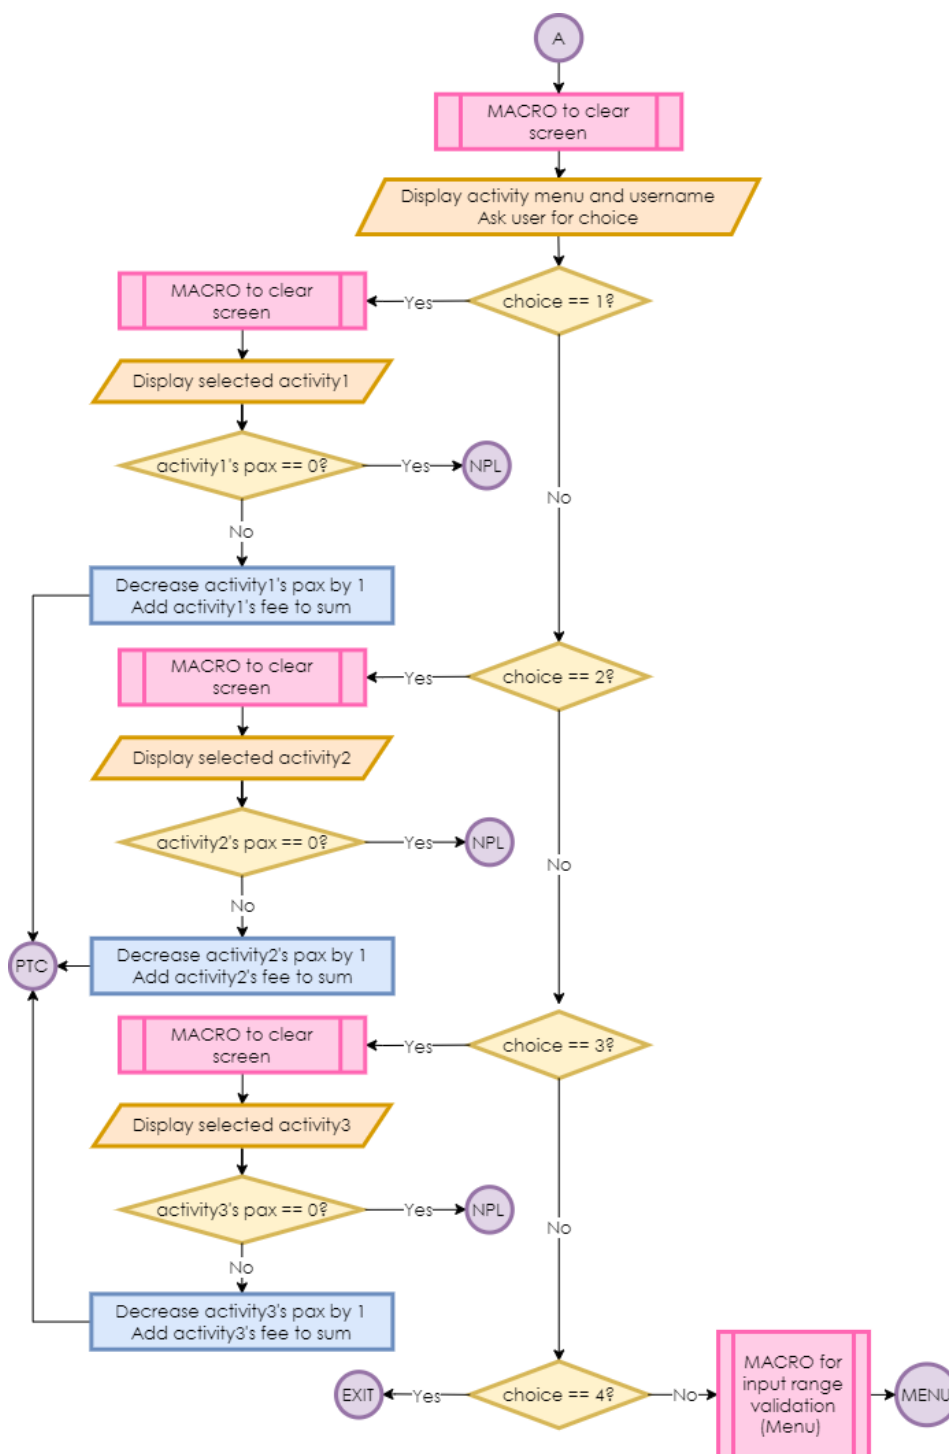 A
MACRO to clear
screen
Display activity menu and username
Ask user for choice
choice == 1?
Yes
MACRO to clear
screen
Display selected activity1
activity1's pax == 0?
Yes
NPL
No
No
Decrease activity1's pax by 1
Add activity1's fee to sum
choice == 2?
Yes
MACRO to clear
screen
Display selected activity2
activity2's pax == 0?
Yes
NPL
No
No
Decrease activity2's pax by 1
Add activity2's fee to sum
PTC
choice == 3?
Yes
MACRO to clear
screen
Display selected activity3
activity3's pax == 0?
Yes
NPL
No
No
Decrease activity3's pax by 1
Add activity3's fee to sum
choice == 4?
Yes
EXIT
No
MACRO for
input range
validation
(Menu)
MENU